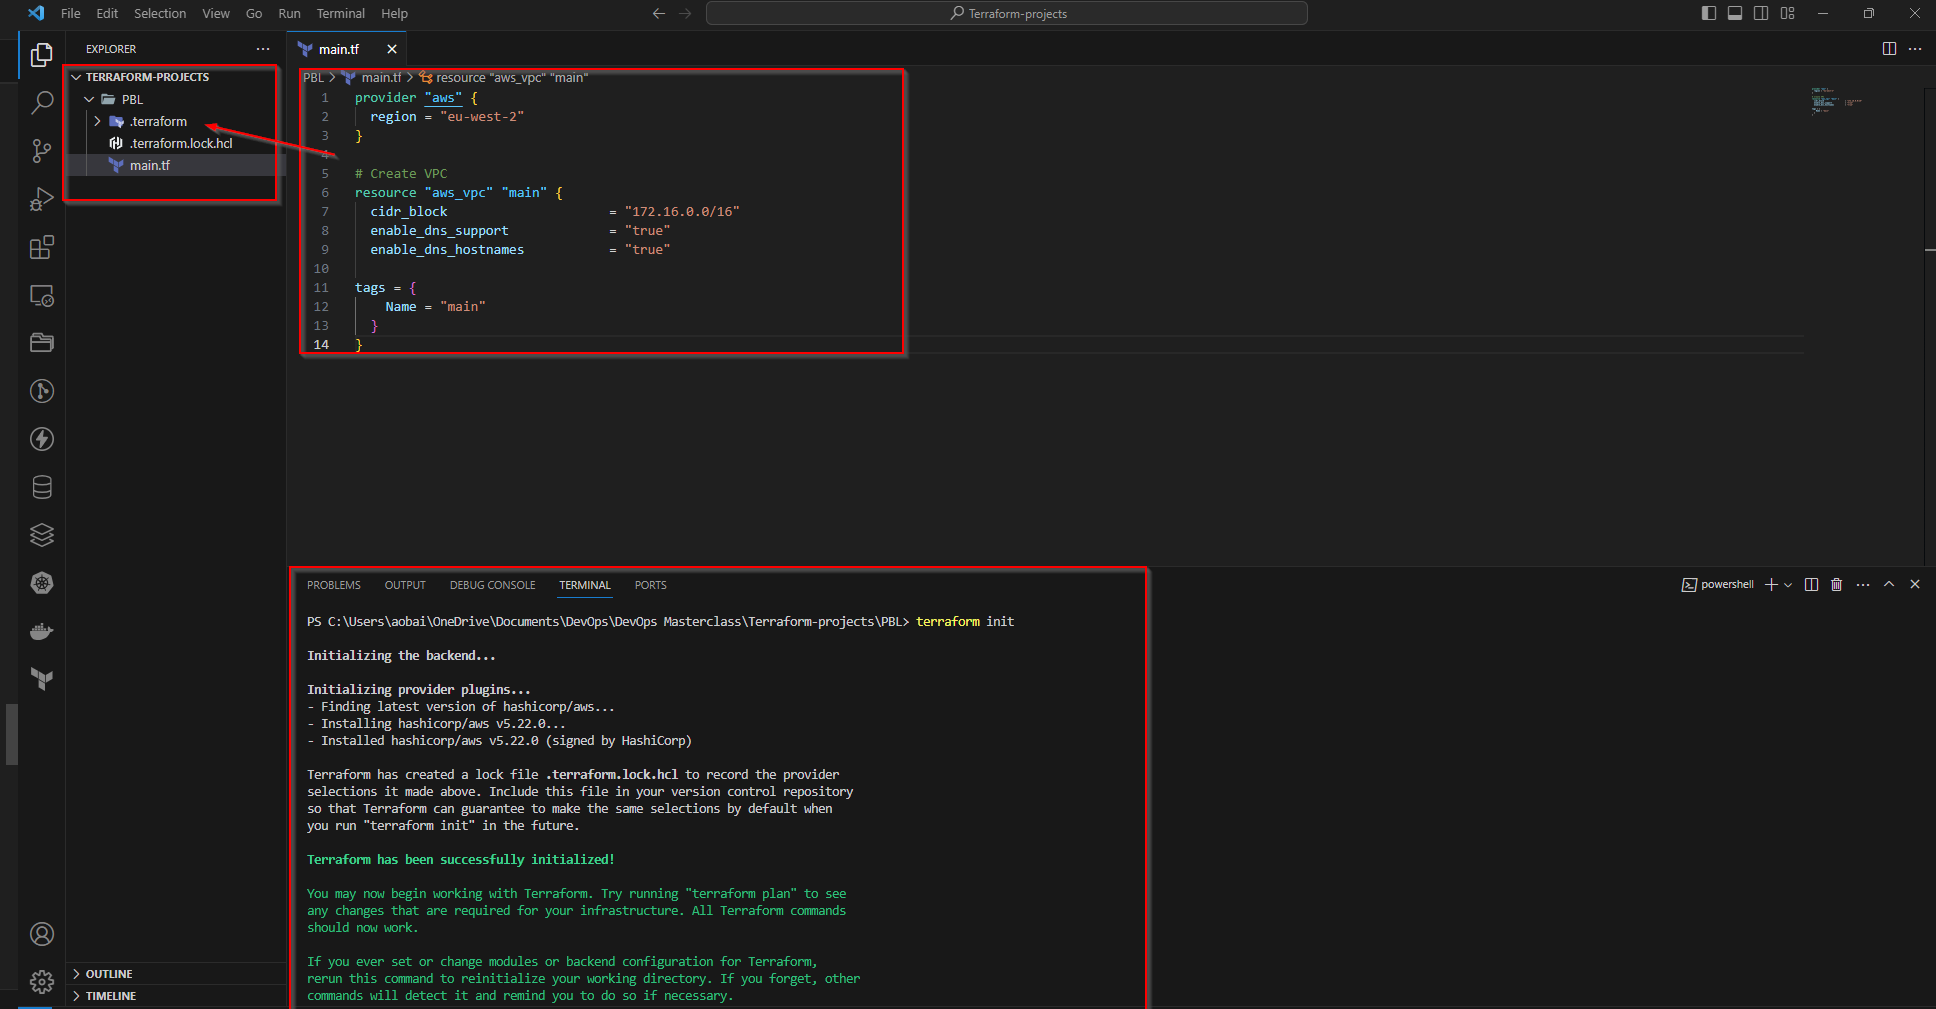 File Edit Selection View Go Run Terminal Help
Terraform-projects
EXPLORER
TERRAFORM-PROJECTS
PBL
.terraform
.terraform.lock.hcl
main.tf
OUTLINE
TIMELINE
main.tf
PBL > main.tf > resource "aws_vpc" "main"
1 provider "aws" {
2 region = "eu-west-2"
3 }
4
5 # Create VPC
6 resource "aws_vpc" "main" {
7 cidr_block = "172.16.0.0/16"
8 enable_dns_support = "true"
9 enable_dns_hostnames = "true"
10
11 tags = {
12 Name = "main"
13 }
14 }
PROBLEMS OUTPUT DEBUG CONSOLE TERMINAL PORTS
powershell
PS C:\Users\aobai\OneDrive\Documents\DevOps\DevOps Masterclass\Terraform-projects\PBL> terraform init
Initializing the backend...
Initializing provider plugins...
- Finding latest version of hashicorp/aws...
- Installing hashicorp/aws v5.22.0...
- Installed hashicorp/aws v5.22.0 (signed by HashiCorp)
Terraform has created a lock file .terraform.lock.hcl to record the provider
selections it made above. Include this file in your version control repository
so that Terraform can guarantee to make the same selections by default when
you run "terraform init" in the future.
Terraform has been successfully initialized!
You may now begin working with Terraform. Try running "terraform plan" to see
any changes that are required for your infrastructure. All Terraform commands
should now work.
If you ever set or change modules or backend configuration for Terraform,
rerun this command to reinitialize your working directory. If you forget, other
commands will detect it and remind you to do so if necessary.